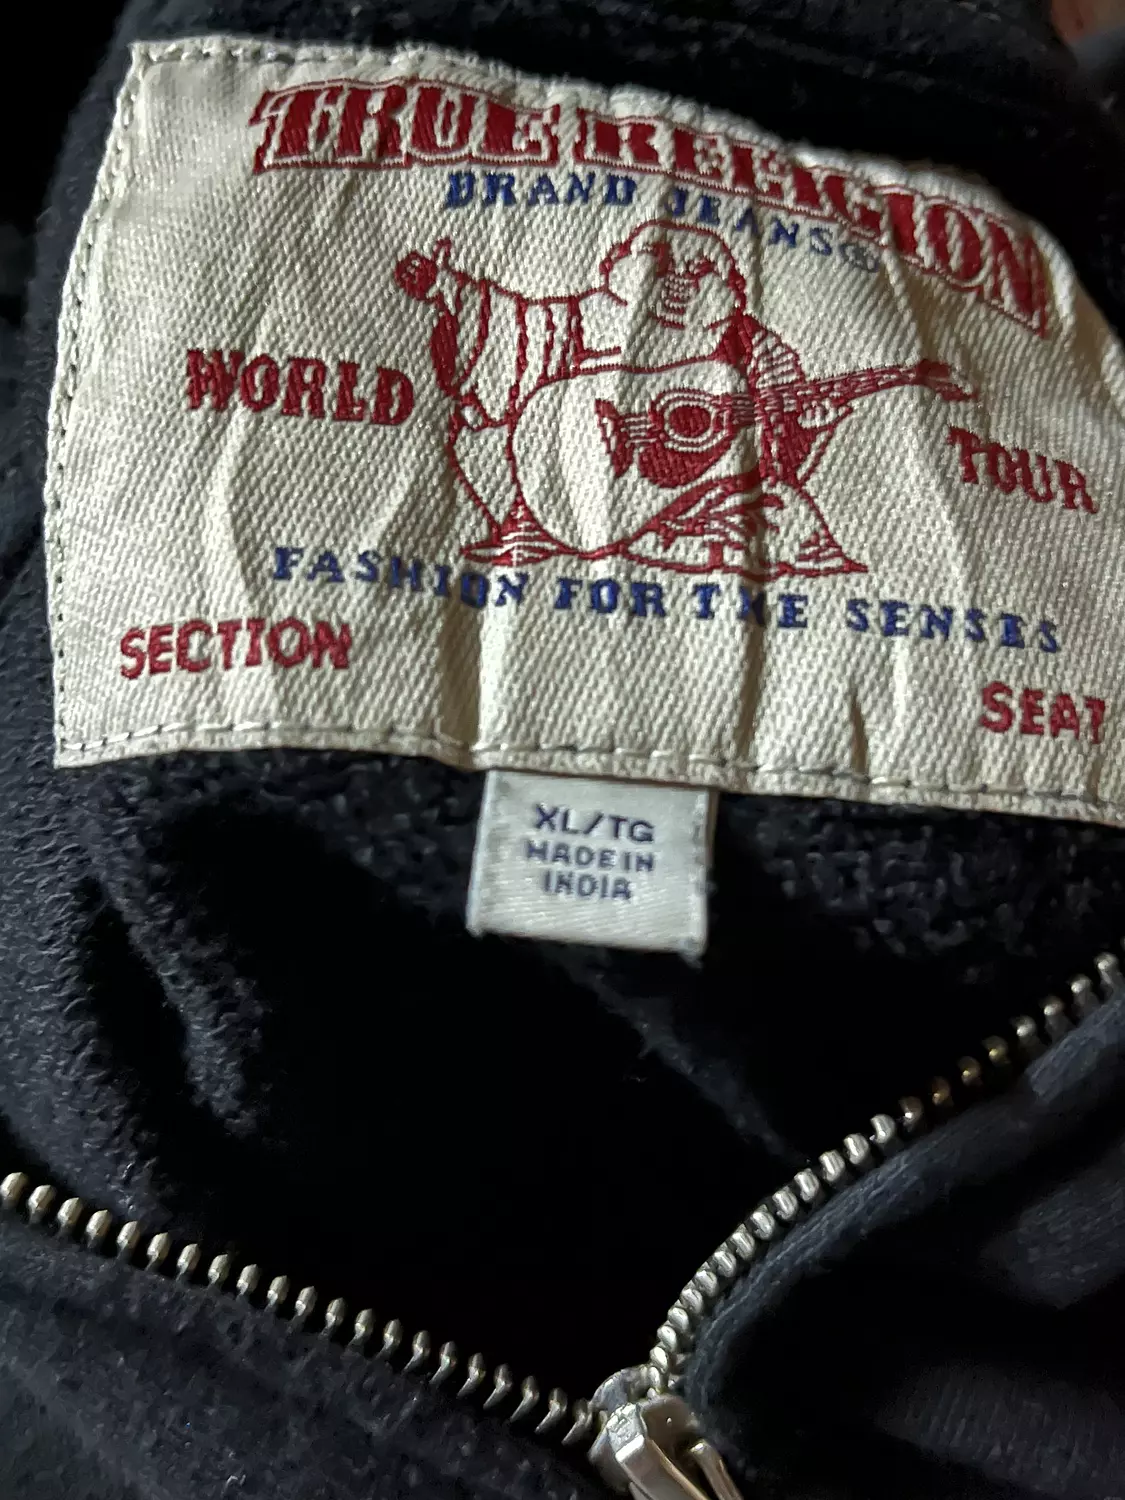 TRUE RELIGION
BRAND JEANS®
WORLD TOUR
FASHION FOR THE SENSES
SECTION SEAT
XL/TG
MADE IN
INDIA